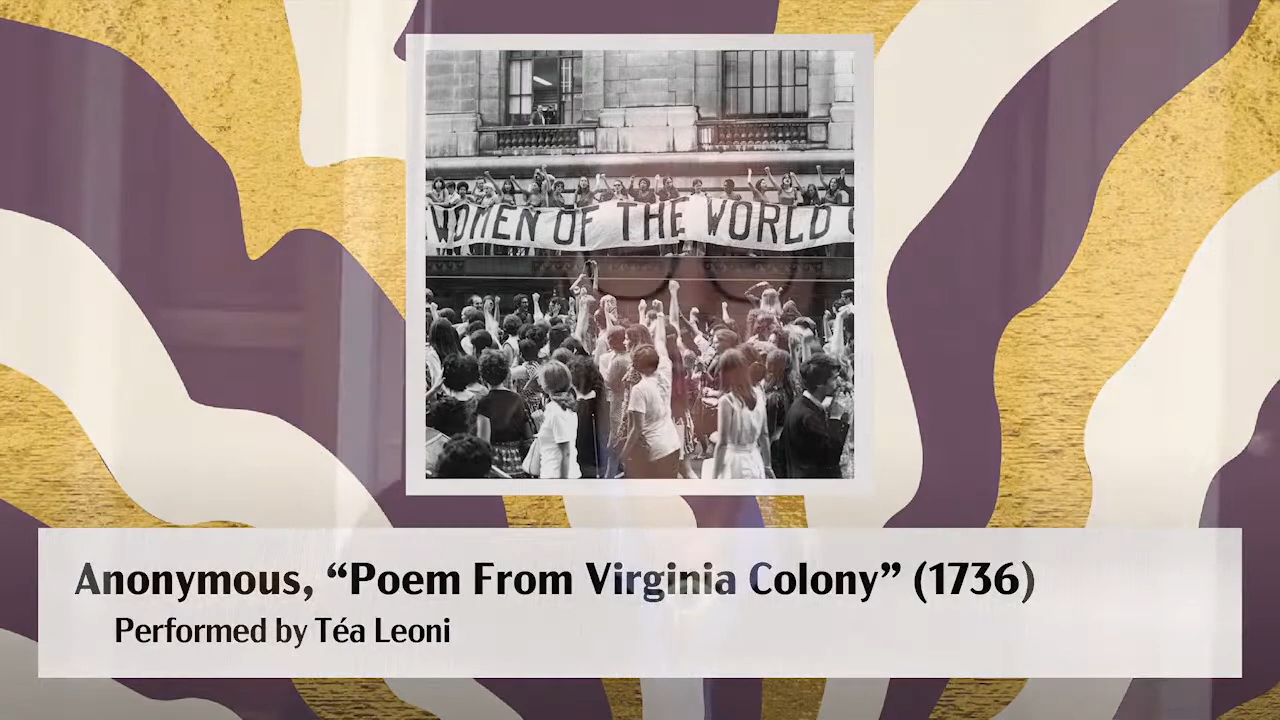 WOMEN OF THE WORLD
Anonymous, “Poem From Virginia Colony” (1736)
Performed by Téa Leoni